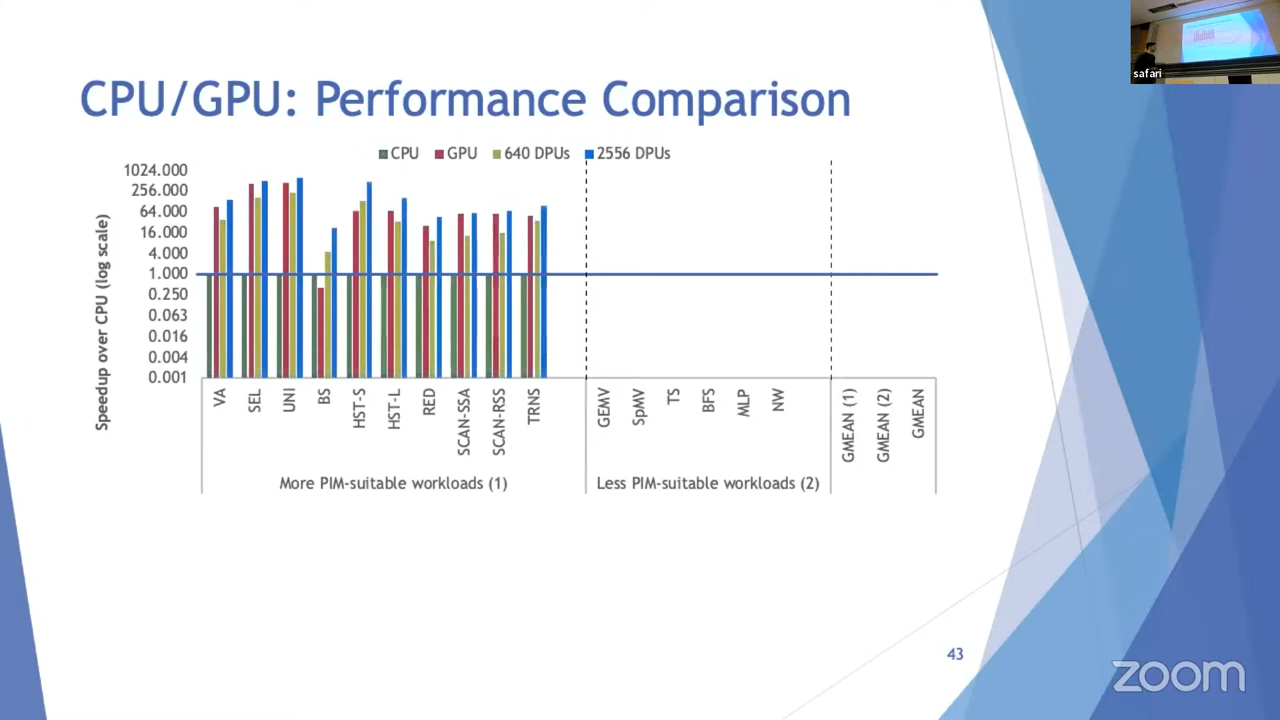 safari
CPU/GPU: Performance Comparison
CPU GPU 640 DPUs 2556 DPUs
Speedup over CPU (log scale)
1024.000
256.000
64.000
16.000
4.000
1.000
0.250
0.063
0.016
0.004
0.001
VA SEL UNI BS HST-S HST-L RED SCAN-SSA SCAN-RSS TRNS GEMV SpMV TS BFS MLP NW GMEAN (1) GMEAN (2) GMEAN
More PIM-suitable workloads (1) Less PIM-suitable workloads (2)
43
zoom